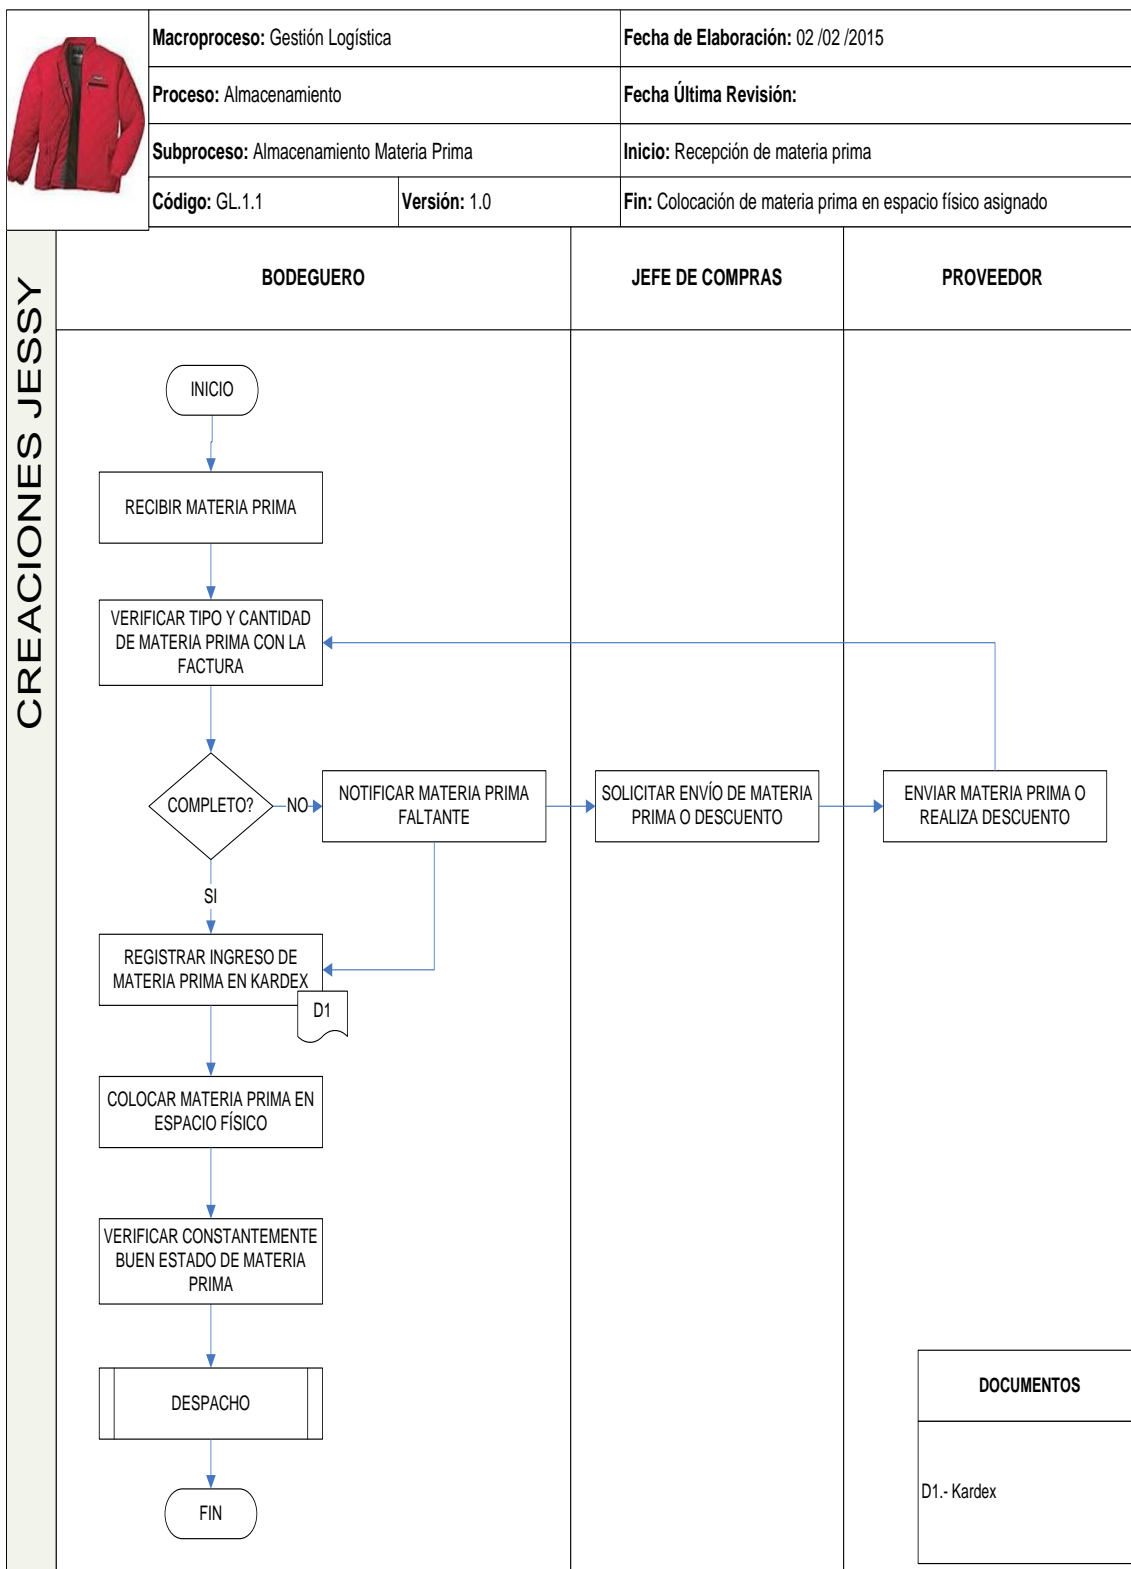 Macroproceso: Gestión Logística
Fecha de Elaboración: 02 /02 /2015
Proceso: Almacenamiento
Fecha Última Revisión:
Subproceso: Almacenamiento Materia Prima
Inicio: Recepción de materia prima
Código: GL.1.1
Versión: 1.0
Fin: Colocación de materia prima en espacio físico asignado
CREACIONES JESSY
BODEGUERO
JEFE DE COMPRAS
PROVEEDOR
INICIO
RECIBIR MATERIA PRIMA
VERIFICAR TIPO Y CANTIDAD
DE MATERIA PRIMA CON LA
FACTURA
COMPLETO?
NO
NOTIFICAR MATERIA PRIMA
FALTANTE
SOLICITAR ENVÍO DE MATERIA
PRIMA O DESCUENTO
ENVIAR MATERIA PRIMA O
REALIZA DESCUENTO
SI
REGISTRAR INGRESO DE
MATERIA PRIMA EN KARDEX
D1
COLOCAR MATERIA PRIMA EN
ESPACIO FÍSICO
VERIFICAR CONSTANTEMENTE
BUEN ESTADO DE MATERIA
PRIMA
DESPACHO
FIN
DOCUMENTOS
D1.- Kardex